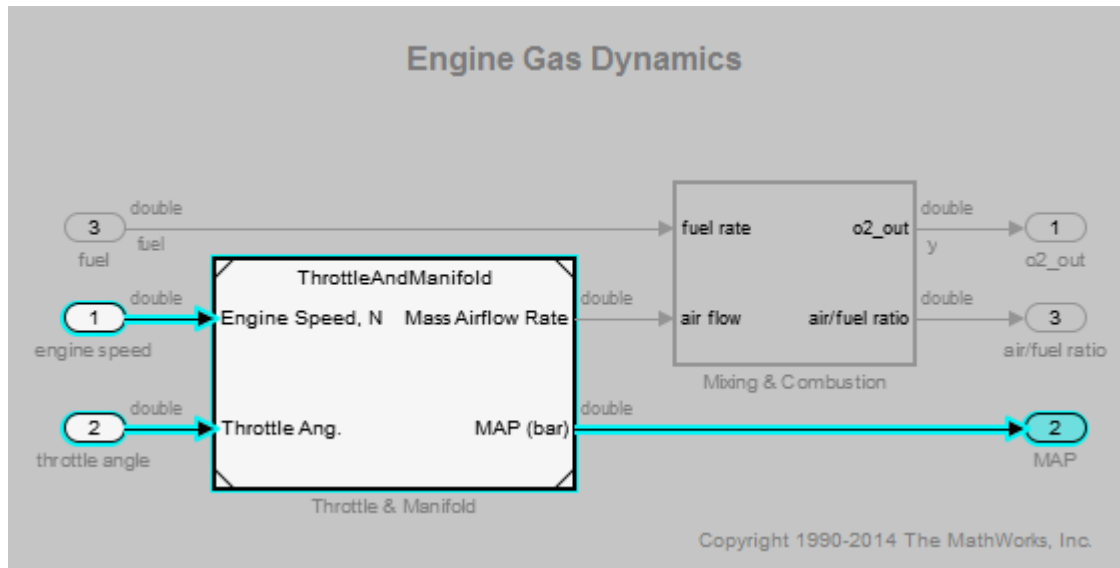 Engine Gas Dynamics
double
3
fuel
fuel
fuel rate
o2_out
double
1
y
o2_out
ThrottleAndManifold
double
1
engine speed
Engine Speed, N
Mass Airflow Rate
double
air flow
air/fuel ratio
double
3
air/fuel ratio
Mixing & Combustion
double
2
throttle angle
Throttle Ang.
MAP (bar)
double
2
MAP
Throttle & Manifold
Copyright 1990-2014 The MathWorks, Inc.